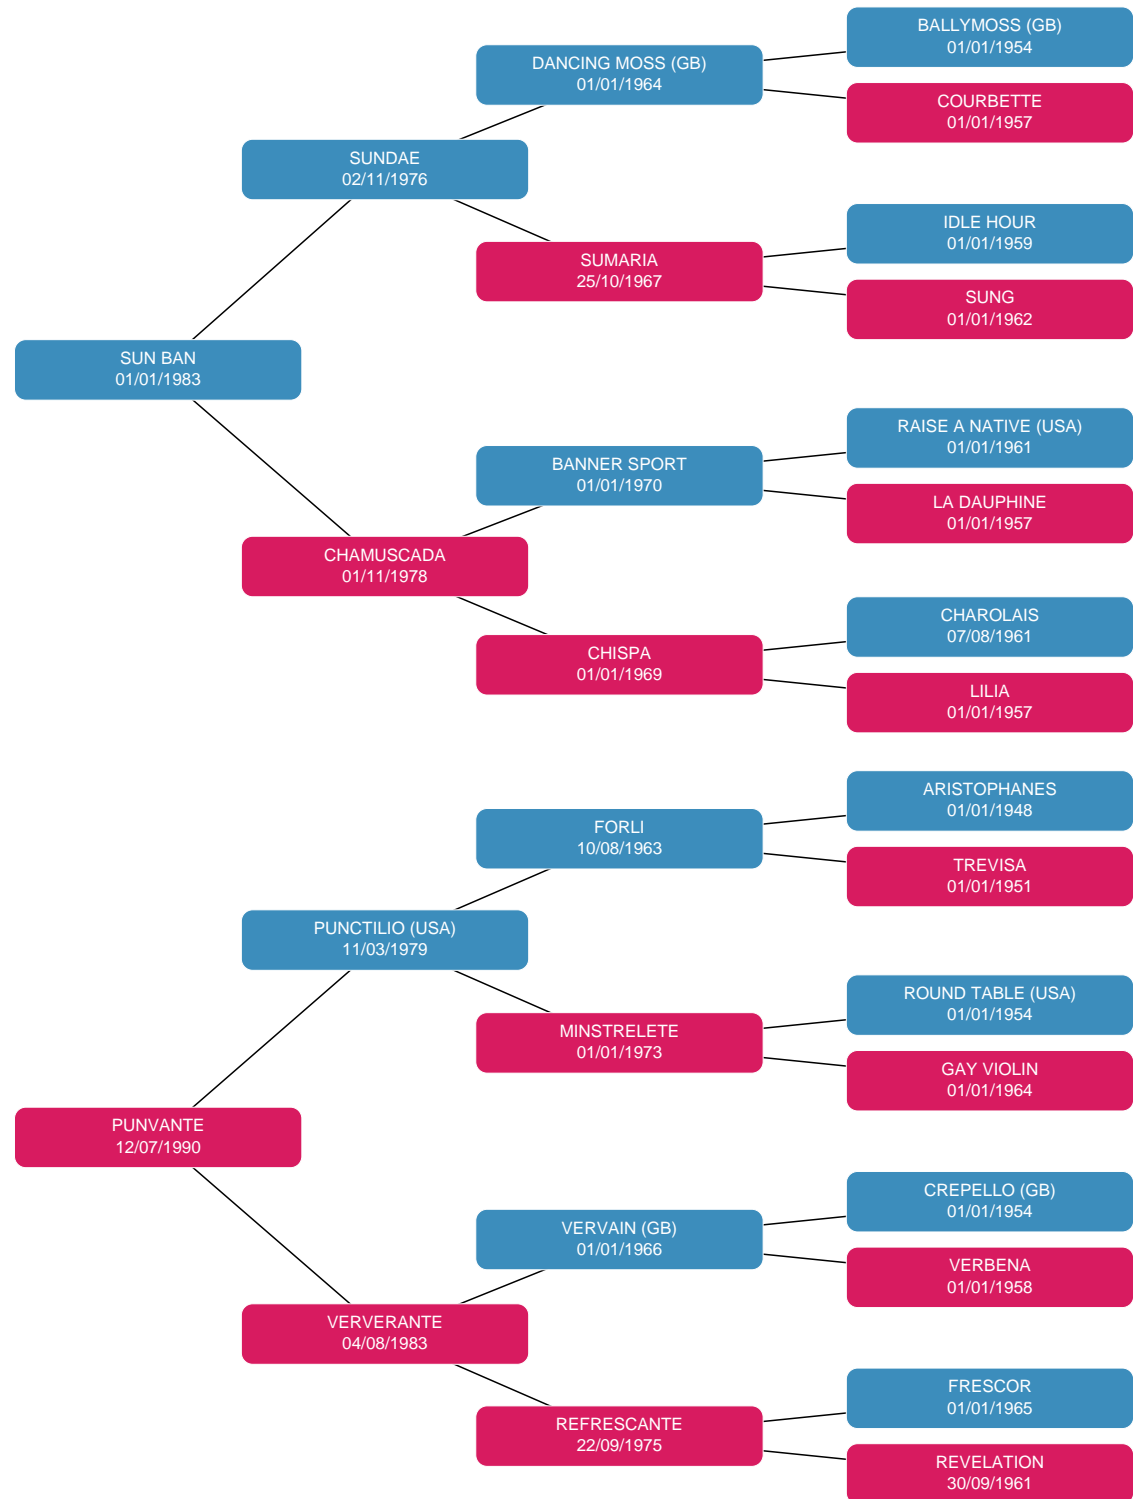 BALLYMOSS (GB)
01/01/1954
DANCING MOSS (GB)
01/01/1964
COURBETTE
01/01/1957
SUNDAE
02/11/1976
IDLE HOUR
01/01/1959
SUMARIA
25/10/1967
SUNG
01/01/1962
SUN BAN
01/01/1983
RAISE A NATIVE (USA)
01/01/1961
BANNER SPORT
01/01/1970
LA DAUPHINE
01/01/1957
CHAMUSCADA
01/11/1978
CHAROLAIS
07/08/1961
CHISPA
01/01/1969
LILIA
01/01/1957
ARISTOPHANES
01/01/1948
FORLI
10/08/1963
TREVISA
01/01/1951
PUNCTILIO (USA)
11/03/1979
ROUND TABLE (USA)
01/01/1954
MINSTRELETE
01/01/1973
GAY VIOLIN
01/01/1964
PUNVANTE
12/07/1990
CREPELLO (GB)
01/01/1954
VERVAIN (GB)
01/01/1966
VERBENA
01/01/1958
VERVERANTE
04/08/1983
FRESCOR
01/01/1965
REFRESCANTE
22/09/1975
REVELATION
30/09/1961